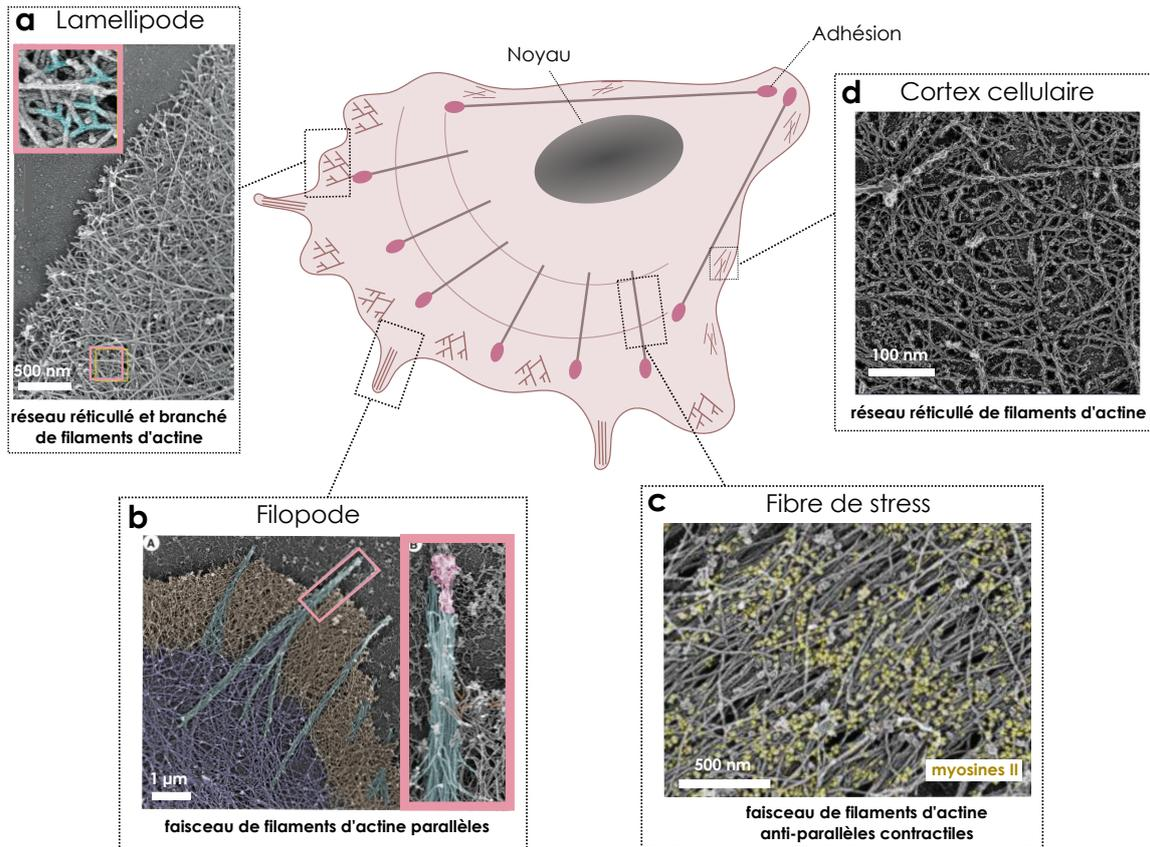 a Lamellipode
500 nm
réseau réticullé et branché
de filaments d'actine
Noyau
Adhésion
d Cortex cellulaire
100 nm
réseau réticullé de filaments d'actine
b Filopode
A
B
1 µm
faisceau de filaments d'actine parallèles
c Fibre de stress
500 nm
myosines II
faisceau de filaments d'actine
anti-parallèles contractiles